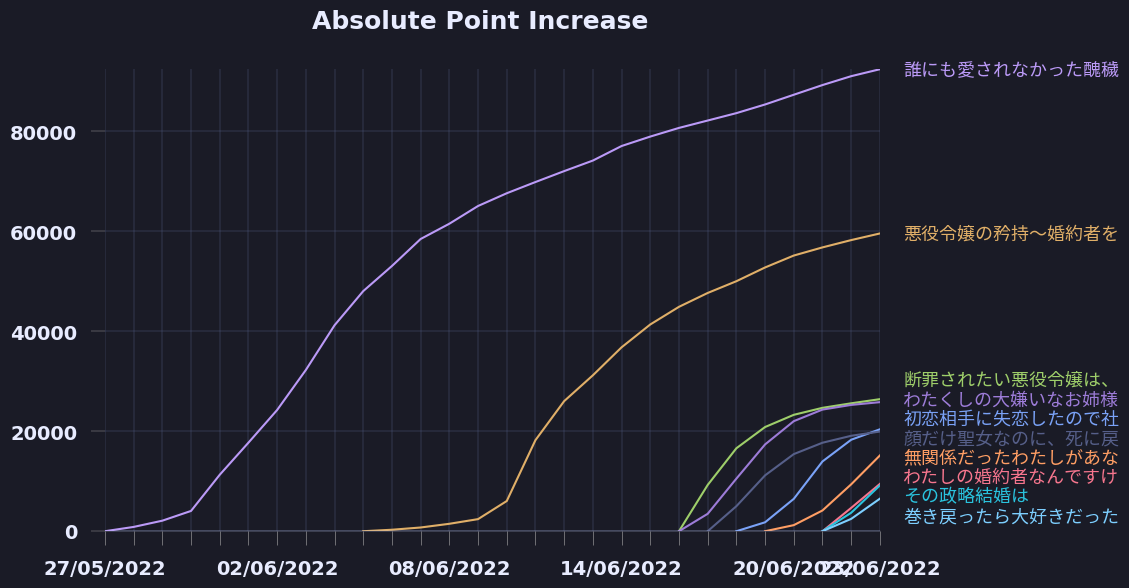 Absolute Point Increase
誰にも愛されなかった醜穢
80000
60000
悪役令嬢の矜持～婚約者を
40000
断罪されたい悪役令嬢は、
わたくしの大嫌いなお姉様
初恋相手に失恋したので社
20000
顔だけ聖女なのに、死に戻
無関係だったわたしがあな
わたしの婚約者なんですけ
その政略結婚は
巻き戻ったら大好きだった
0
27/05/2022
02/06/2022
08/06/2022
14/06/2022
20/06/2022
23/06/2022